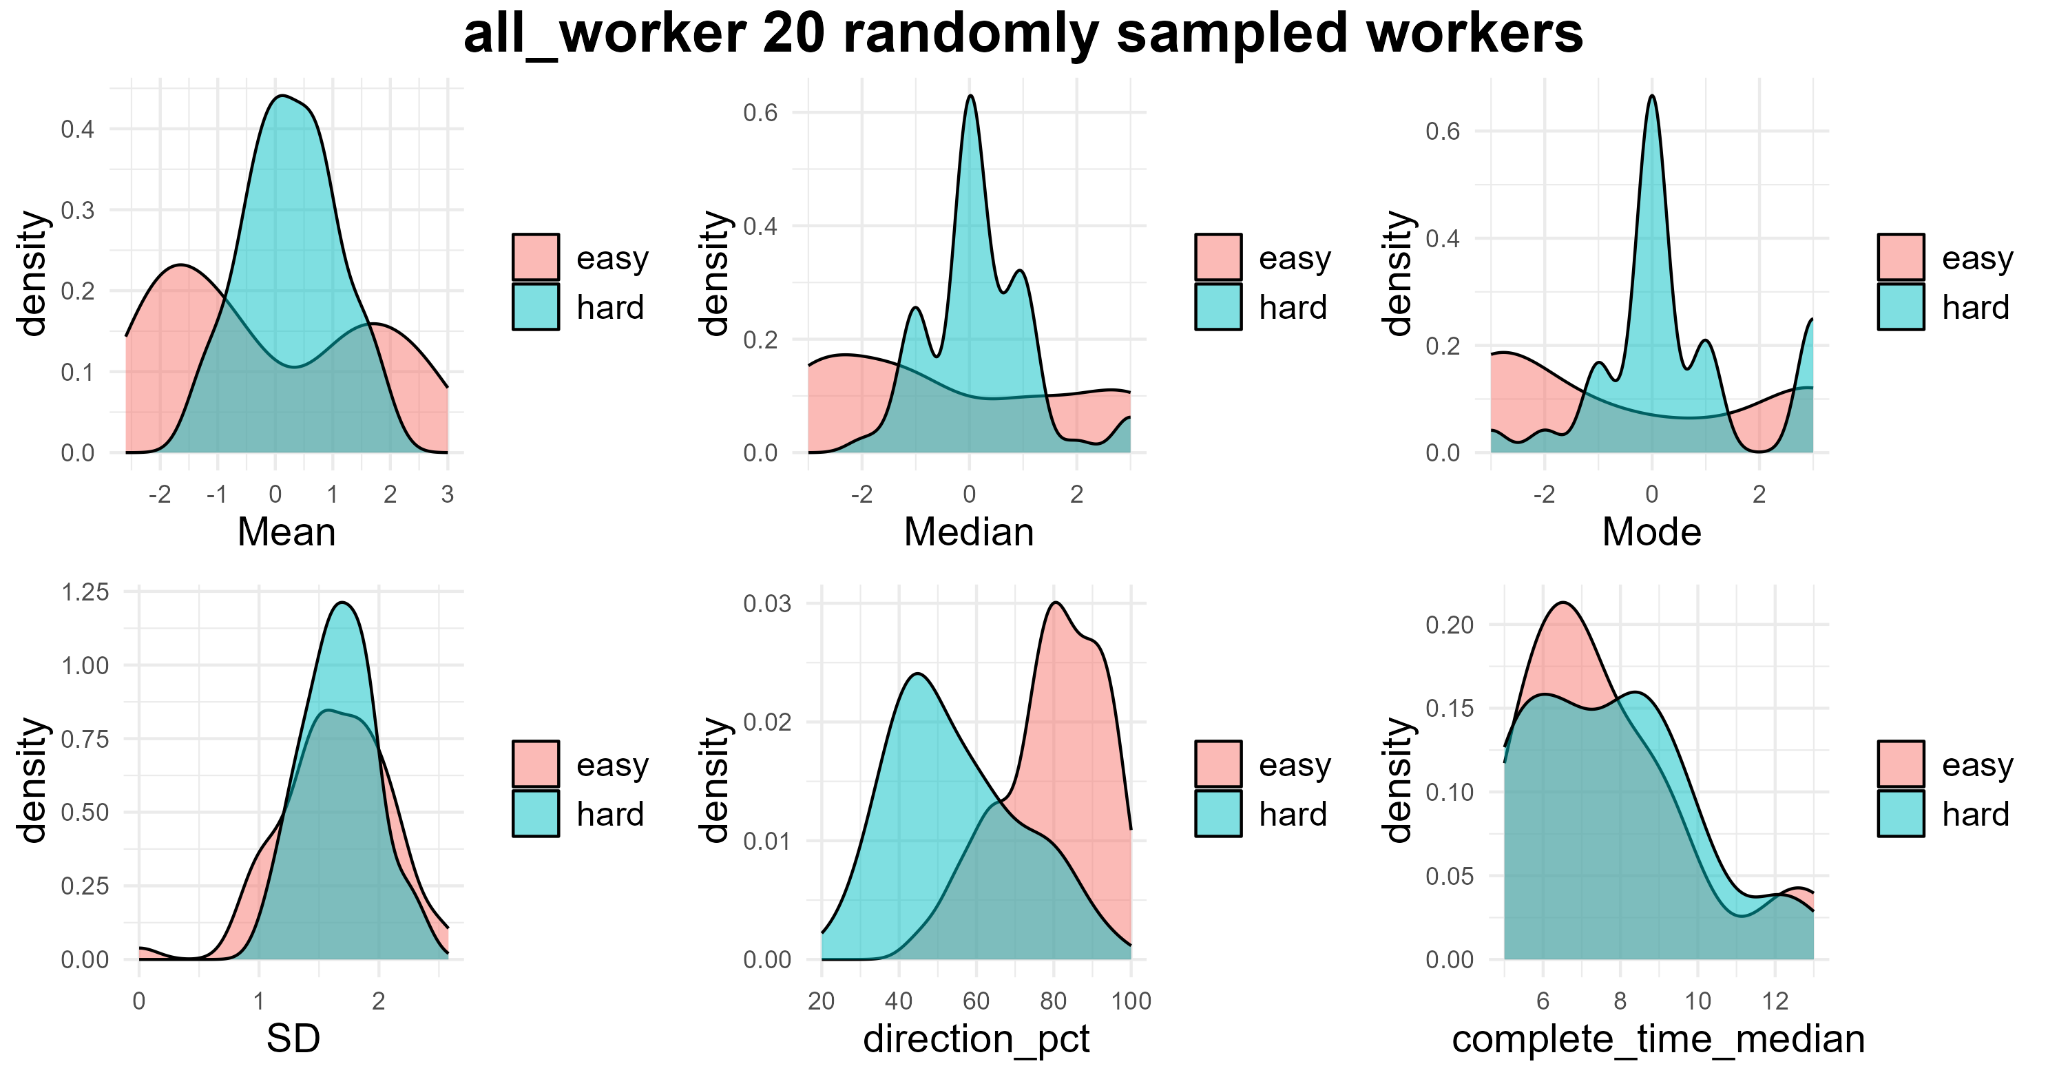 all_worker 20 randomly sampled workers
density
0.4
0.3
0.2
0.1
0.0
-2 -1 0 1 2 3
Mean
easy
hard
density
0.6
0.4
0.2
0.0
-2 0 2
Median
easy
hard
density
0.6
0.4
0.2
0.0
-2 0 2
Mode
easy
hard
density
1.25
1.00
0.75
0.50
0.25
0.00
0 1 2
SD
easy
hard
density
0.03
0.02
0.01
0.00
20 40 60 80 100
direction_pct
easy
hard
density
0.20
0.15
0.10
0.05
0.00
6 8 10 12
complete_time_median
easy
hard